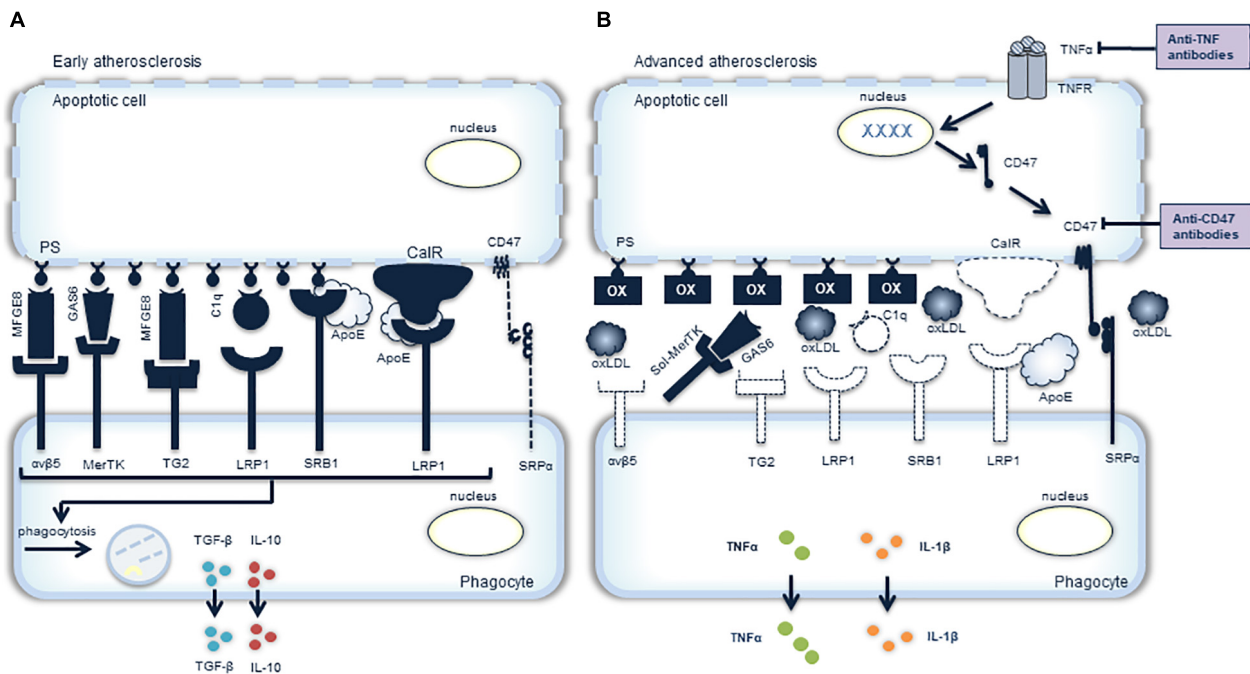 A
Early atherosclerosis
Apoptotic cell
nucleus
PS
CalR
CD47
MFGE8
GAS6
MFGE8
C1q
ApoE
ApoE
αvβ5
MerTK
TG2
LRP1
SRB1
LRP1
SRPα
phagocytosis
TGF-β
IL-10
nucleus
Phagocyte
TGF-β
IL-10
B
Advanced atherosclerosis
Apoptotic cell
nucleus
XXXX
TNFα
TNFR
Anti-TNF
antibodies
CD47
CD47
Anti-CD47
antibodies
PS
CalR
OX
OX
OX
OX
OX
C1q
oxLDL
Sol-MerTK
GAS6
oxLDL
oxLDL
oxLDL
ApoE
αvβ5
TG2
LRP1
SRB1
LRP1
SRPα
nucleus
TNFα
IL-1β
Phagocyte
TNFα
IL-1β